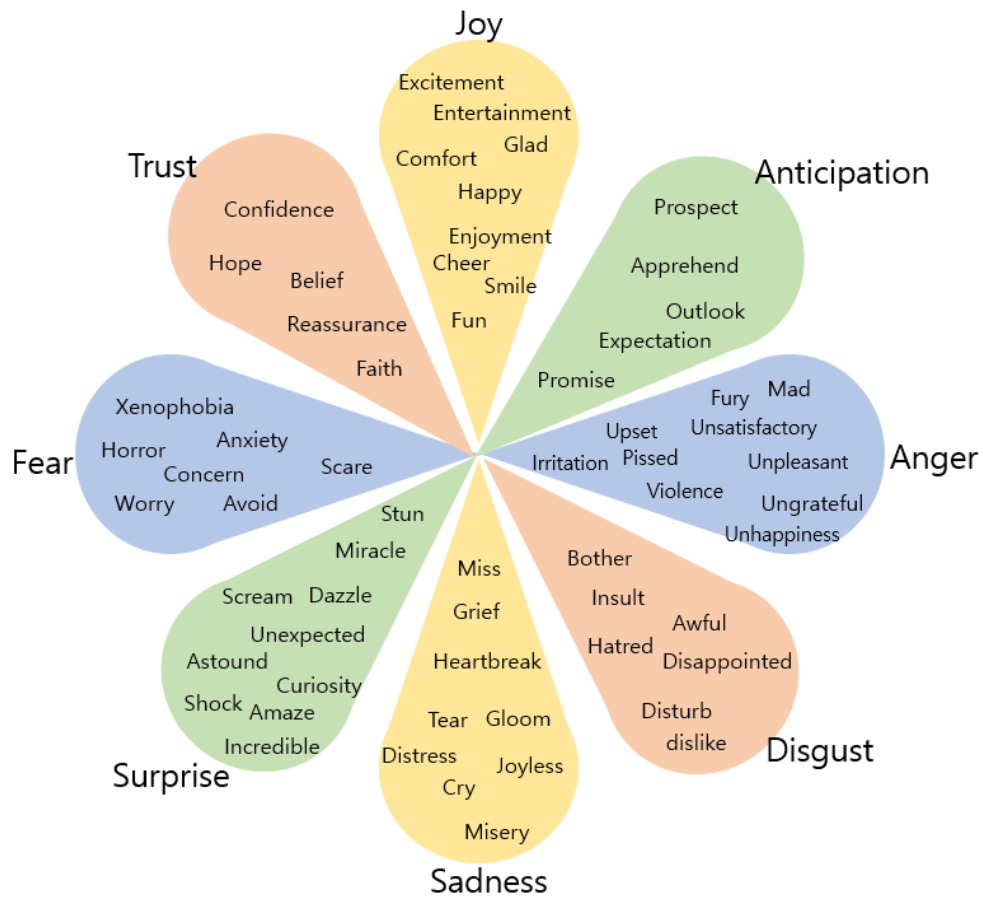 Joy
Excitement
Entertainment
Glad
Comfort
Happy
Enjoyment
Cheer
Smile
Fun
Anticipation
Prospect
Apprehend
Outlook
Expectation
Promise
Anger
Mad
Fury
Unsatisfactory
Upset
Pissed
Irritation
Unpleasant
Violence
Ungrateful
Unhappiness
Disgust
Bother
Insult
Awful
Hatred
Disappointed
Disturb
dislike
Sadness
Miss
Grief
Heartbreak
Tear
Gloom
Distress
Joyless
Cry
Misery
Surprise
Stun
Miracle
Scream
Dazzle
Unexpected
Astound
Curiosity
Shock
Amaze
Incredible
Fear
Xenophobia
Horror
Anxiety
Concern
Scare
Worry
Avoid
Trust
Confidence
Hope
Belief
Reassurance
Faith